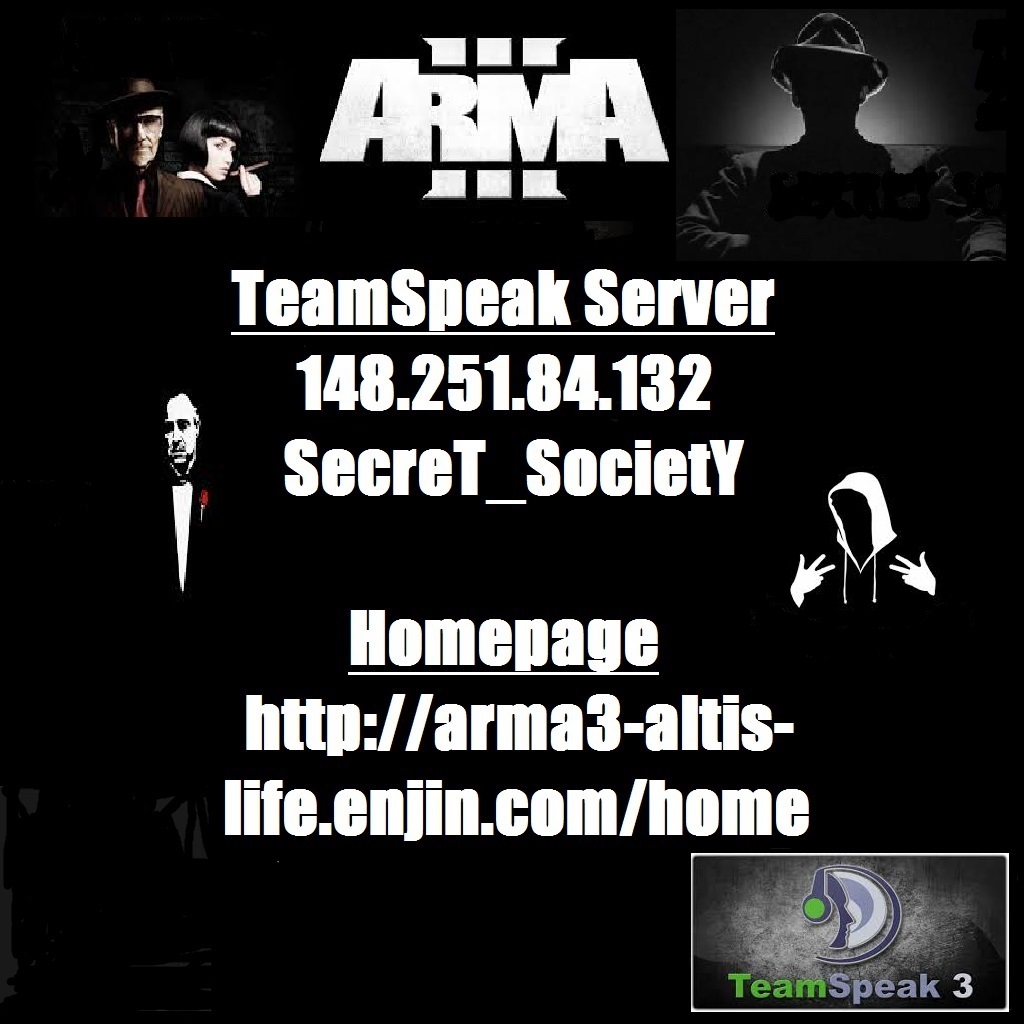 ARMA
III
TeamSpeak Server
148.251.84.132
SecreT_SocietY
Homepage
http://arma3-altis-
life.enjin.com/home
TeamSpeak 3